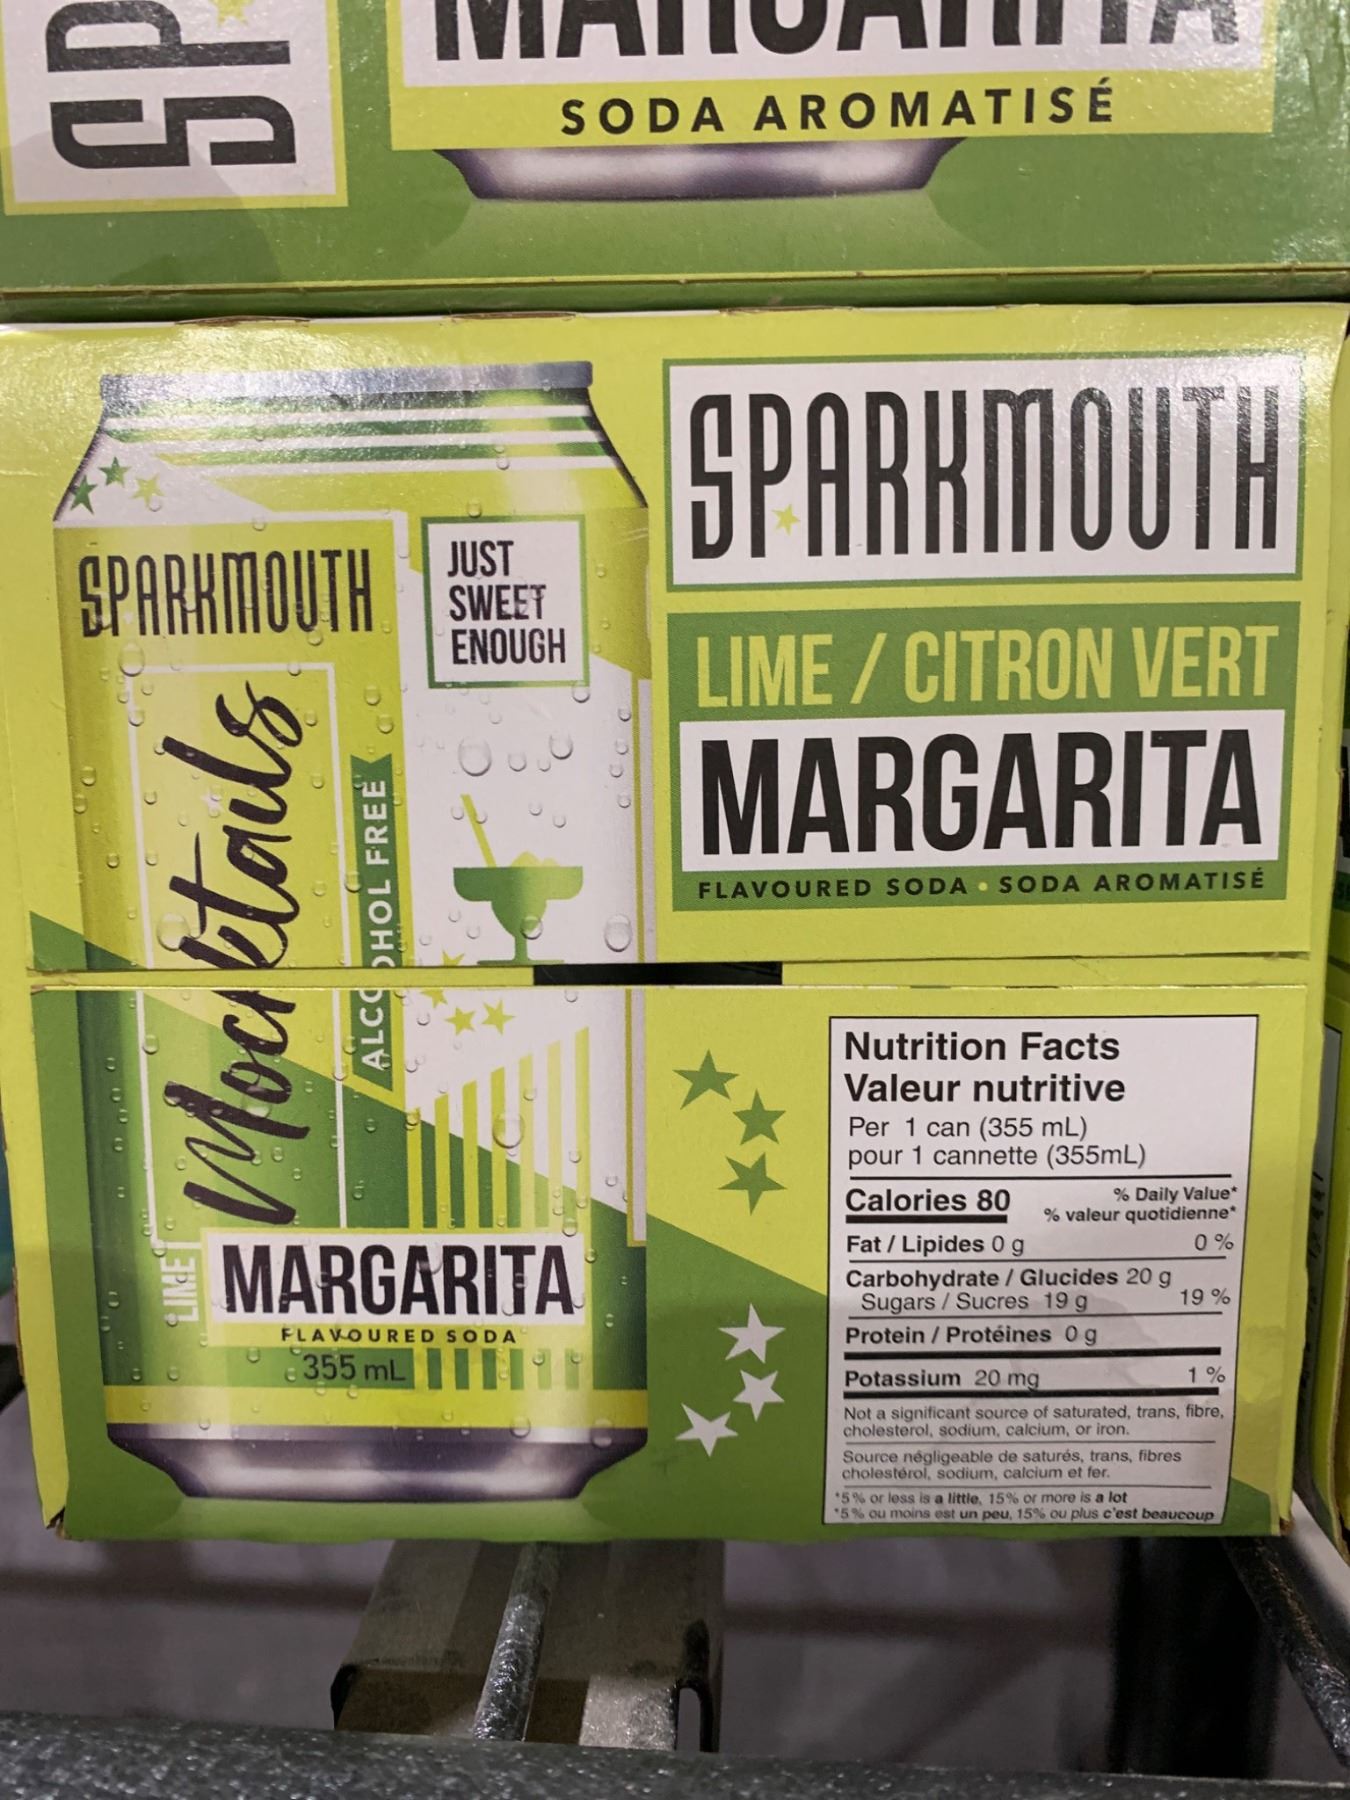 SP
MARGARITA
SODA AROMATISÉ
SPARKMOUTH
JUST
SWEET
ENOUGH
Mocktails
ALCOHOL FREE
LIME
MARGARITA
FLAVOURED SODA
355 mL
SPARKMOUTH
LIME / CITRON VERT
MARGARITA
FLAVOURED SODA • SODA AROMATISÉ
Nutrition Facts
Valeur nutritive
Per 1 can (355 mL)
pour 1 cannette (355mL)
Calories 80 % Daily Value*
% valeur quotidienne*
Fat / Lipides 0 g 0 %
Carbohydrate / Glucides 20 g
Sugars / Sucres 19 g 19 %
Protein / Protéines 0 g
Potassium 20 mg 1 %
Not a significant source of saturated, trans, fibre,
cholesterol, sodium, calcium, or iron.
Source négligeable de saturés, trans, fibres
cholestérol, sodium, calcium et fer.
*5% or less is a little, 15% or more is a lot
*5% ou moins est un peu, 15% ou plus c'est beaucoup